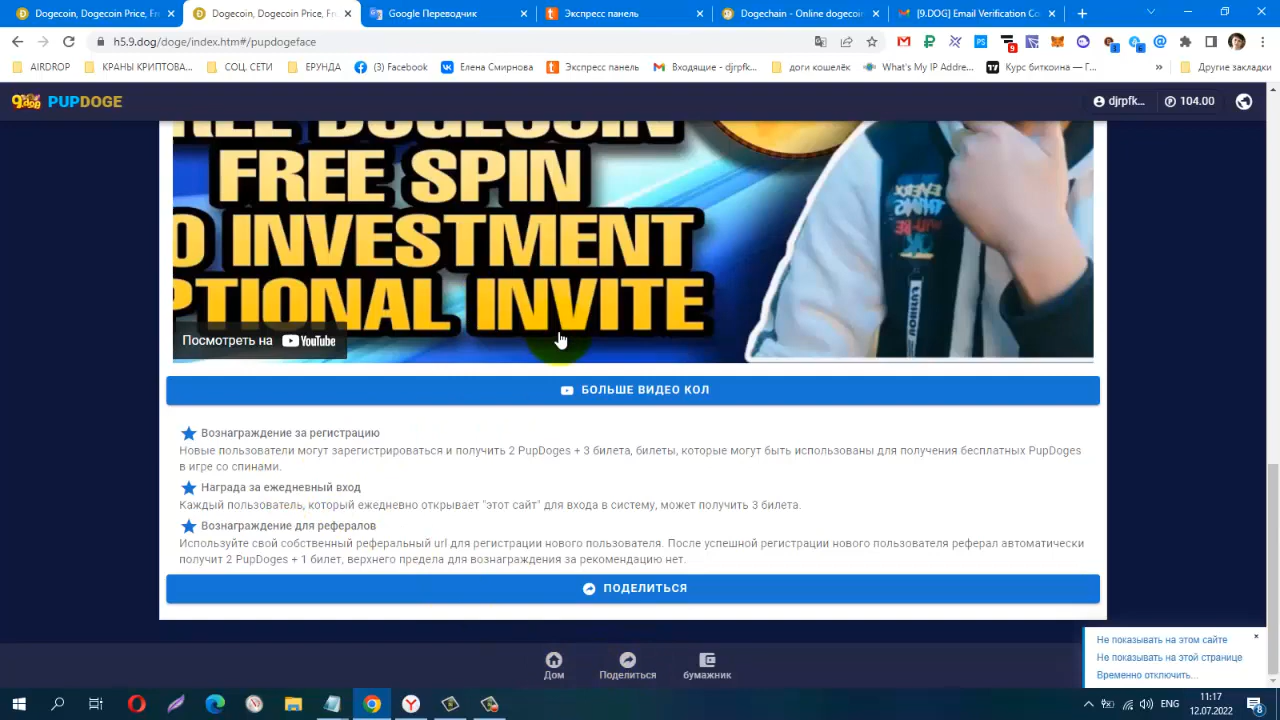 Dogecoin, Dogecoin Price, Fr
Dogecoin, Dogecoin Price, Fr
Google Переводчик
Экспресс панель
Dogechain - Online dogecoi
[9.DOG] Email Verification Co
h5.9.dog/doge/index.htm#/pupdogeface
AIRDROP
КРАНЫ КРИПТОВА...
СОЦ. СЕТИ
ЕРУНДА
(3) Facebook
Елена Смирнова
Экспресс панель
Входящие - djrpfk...
доги кошелёк
What's My IP Addre...
Курс биткоина — Г...
»
Другие закладки
9DOG PUPDOGE
djrpfk...
104.00
FREE SPIN
INVESTMENT
INVITE
Посмотреть на YouTube
БОЛЬШЕ ВИДЕО КОЛ
Вознаграждение за регистрацию
Новые пользователи могут зарегистрироваться и получить 2 PupDoges + 3 билета, билеты, которые могут быть использованы для получения бесплатных PupDoges
в игре со спинами.
Награда за ежедневный вход
Каждый пользователь, который ежедневно открывает "этот сайт" для входа в систему, может получить 3 билета.
Вознаграждение для рефералов
Используйте свой собственный реферальный url для регистрации нового пользователя. После успешной регистрации нового пользователя реферал автоматически
получит 2 PupDoges + 1 билет, верхнего предела для вознаграждения за рекомендацию нет.
ПОДЕЛИТЬСЯ
Не показывать на этом сайте
Не показывать на этой странице
Временно отключить...
Дом
Поделиться
бумажник
ENG
11:17
12.07.2022